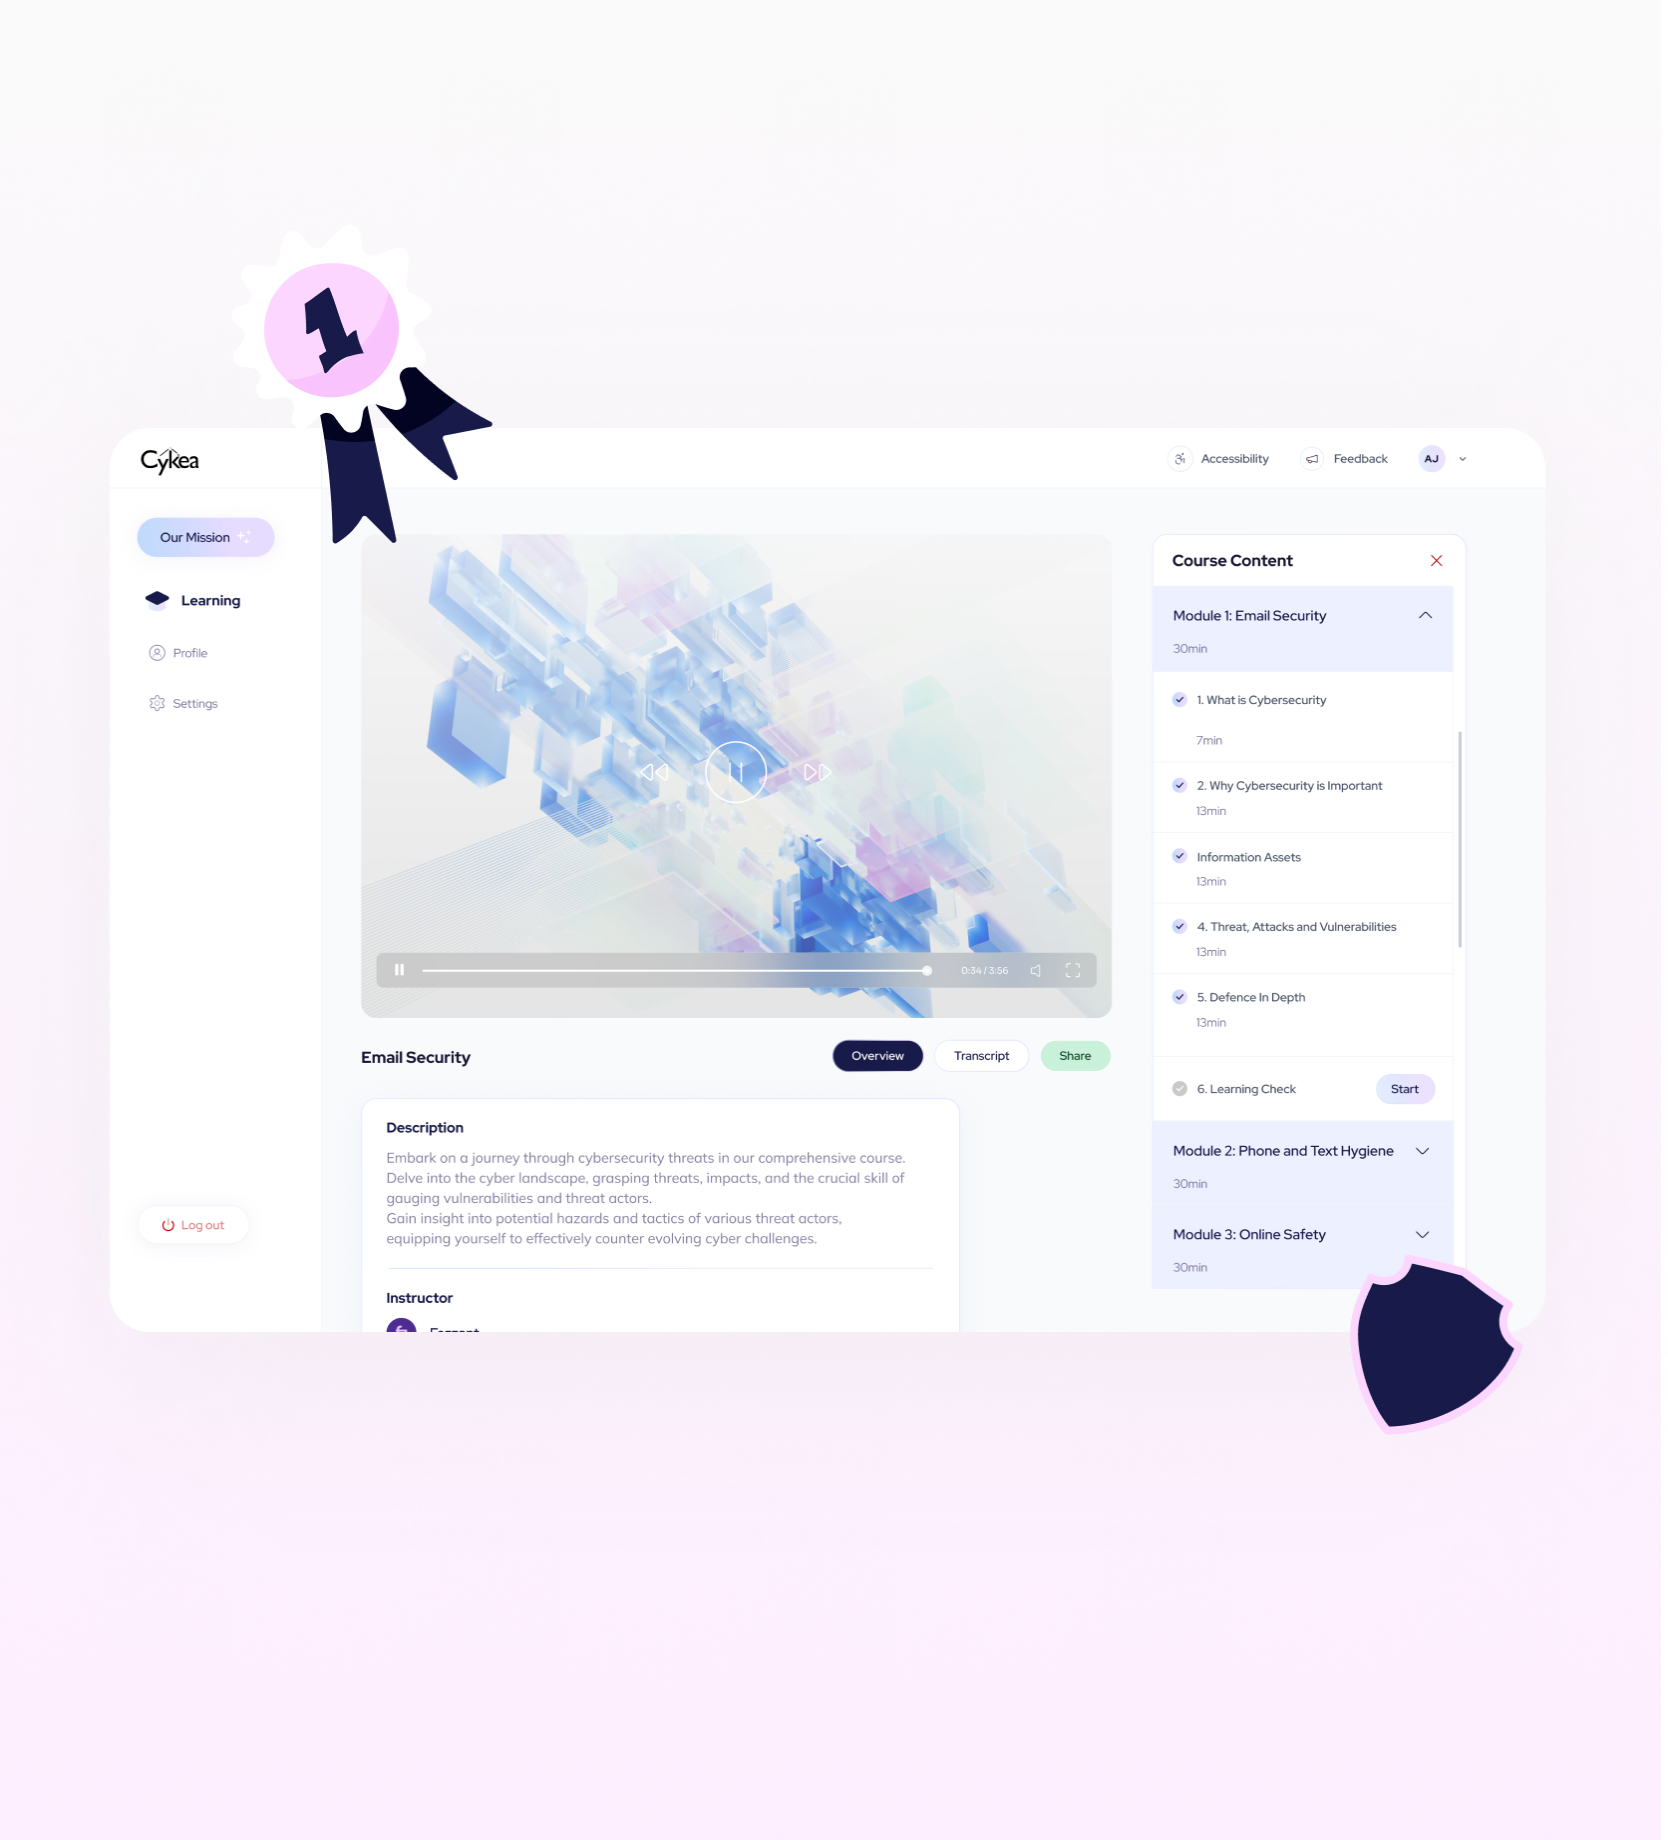 1
Cykea
Accessibility
Feedback
AJ
Our Mission
Learning
Profile
Settings
Log out
0:34 / 3:56
Email Security
Overview
Transcript
Share
Description
Embark on a journey through cybersecurity threats in our comprehensive course.
Delve into the cyber landscape, grasping threats, impacts, and the crucial skill of
gauging vulnerabilities and threat actors.
Gain insight into potential hazards and tactics of various threat actors,
equipping yourself to effectively counter evolving cyber challenges.
Instructor
Course Content
Module 1: Email Security
30min
1. What is Cybersecurity
7min
2. Why Cybersecurity is Important
13min
Information Assets
13min
4. Threat, Attacks and Vulnerabilities
13min
5. Defence In Depth
13min
6. Learning Check
Start
Module 2: Phone and Text Hygiene
30min
Module 3: Online Safety
30min